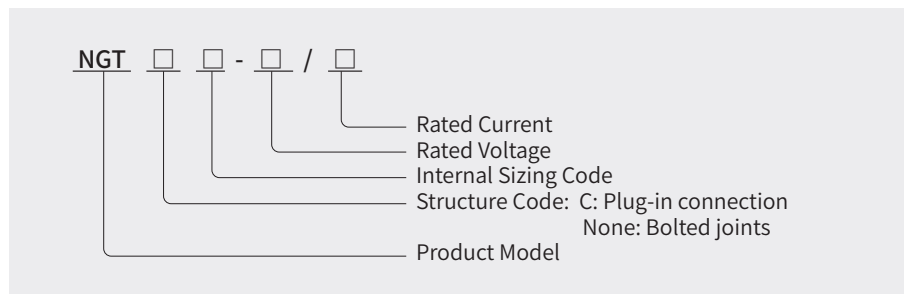 NGT □ □ - □ / □
Rated Current
Rated Voltage
Internal Sizing Code
Structure Code: C: Plug-in connection
None: Bolted joints
Product Model